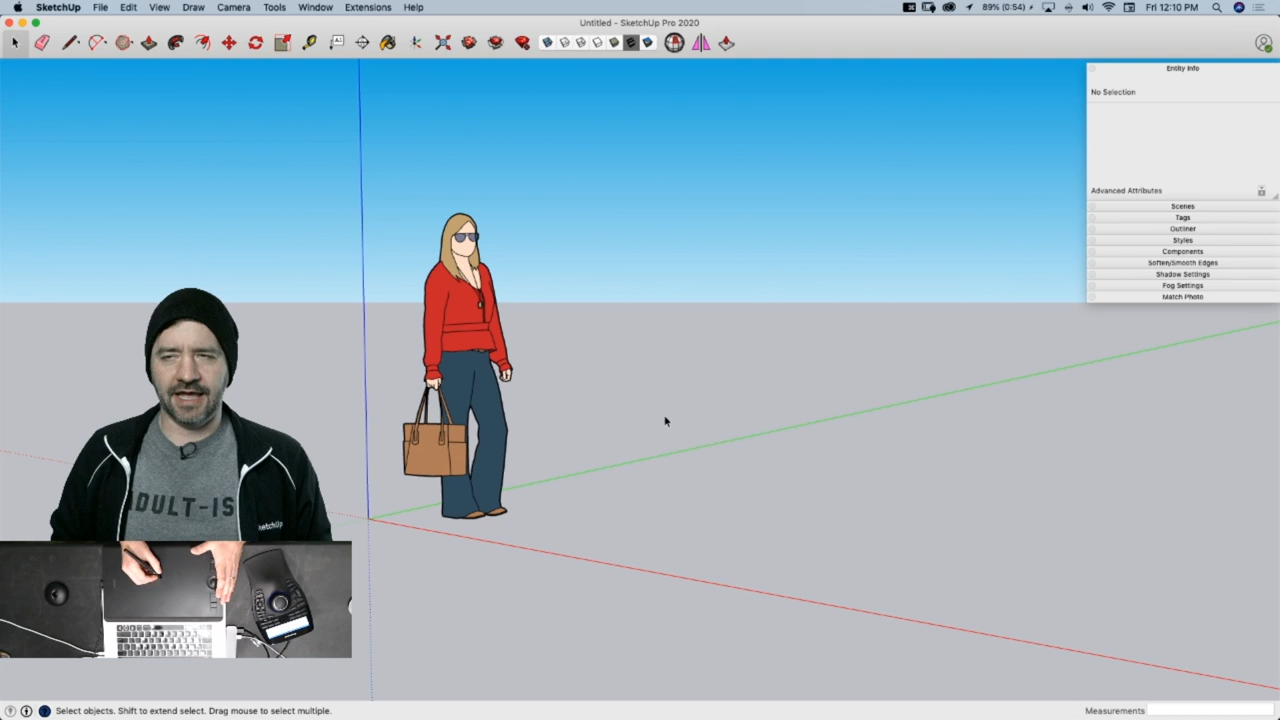 SketchUp File Edit View Draw Camera Tools Window Extensions Help 89% (0:54) Fri 12:10 PM
Untitled - SketchUp Pro 2020
Entity Info
No Selection
Advanced Attributes
Scenes
Tags
Outliner
Styles
Components
Soften/Smooth Edges
Shadow Settings
Fog Settings
Match Photo
DULT-IS
SketchUp
Select objects. Shift to extend select. Drag mouse to select multiple.
Measurements